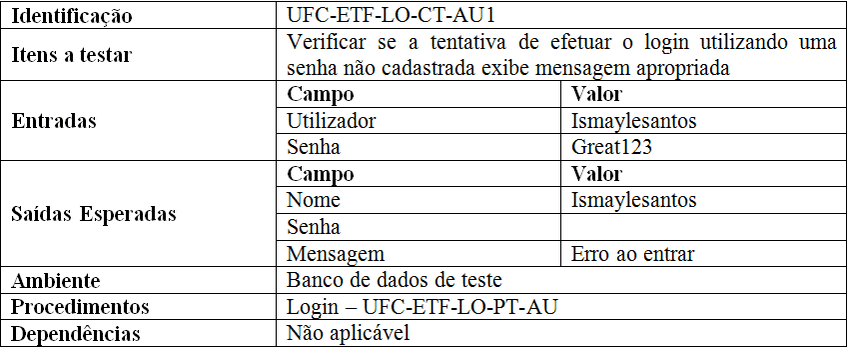 Identificação UFC-ETF-LO-CT-AU1
Itens a testar Verificar se a tentativa de efetuar o login utilizando uma
senha não cadastrada exibe mensagem apropriada
Entradas
Campo Valor
Utilizador Ismaylesantos
Senha Great123
Saídas Esperadas
Campo Valor
Nome Ismaylesantos
Senha
Mensagem Erro ao entrar
Ambiente Banco de dados de teste
Procedimentos Login – UFC-ETF-LO-PT-AU
Dependências Não aplicável